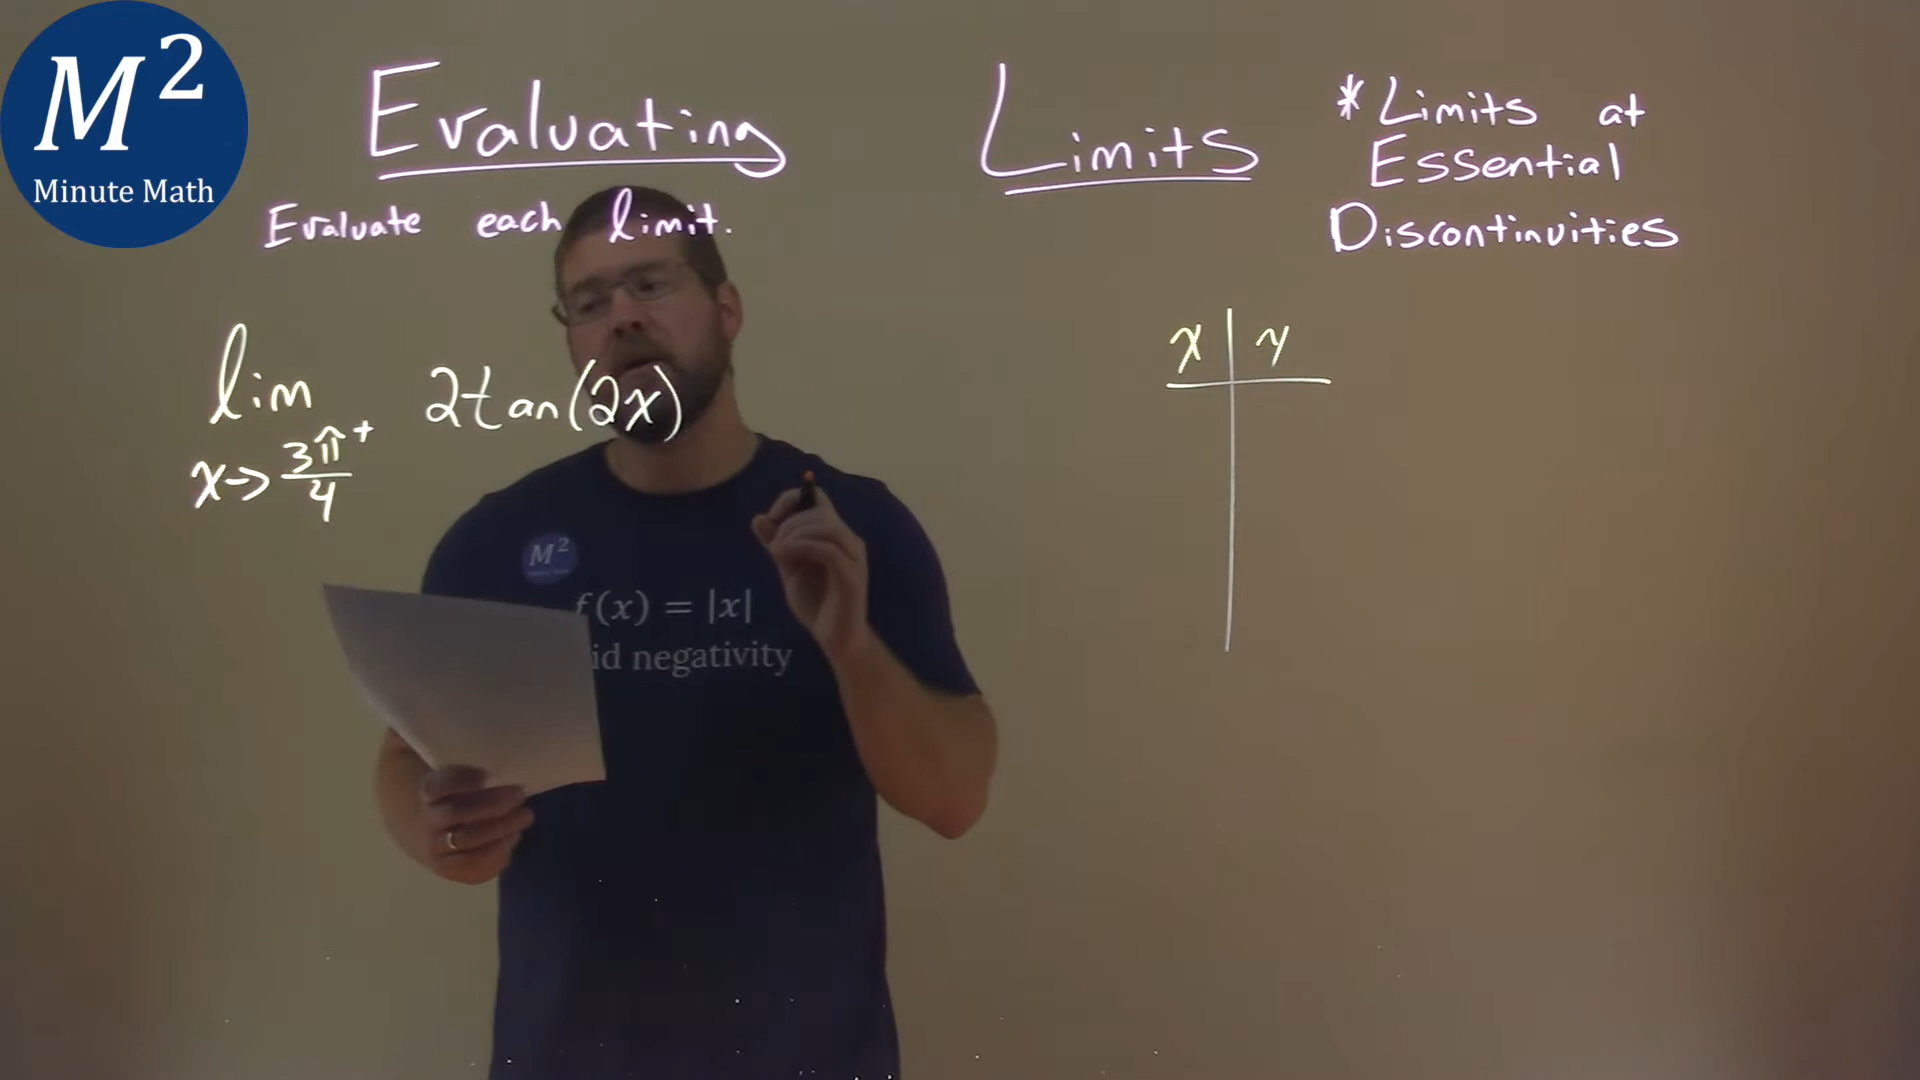 M²
Minute Math
Evaluating Limits
* Limits at
Essential
Discontinuities
Evaluate each limit.
lim 2tan(2x)
x→3π/4⁺
x | y
M²
f(x) = |x|
negativity